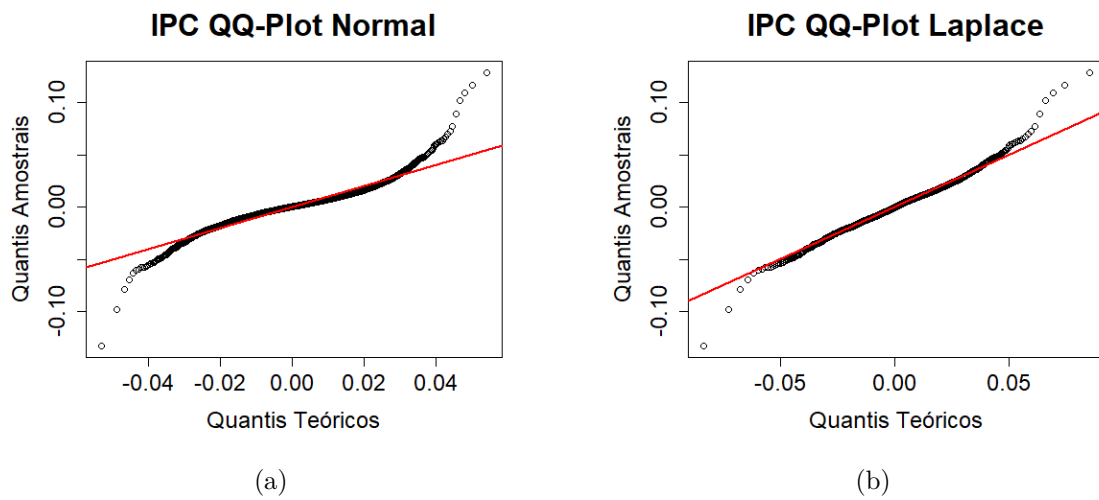 IPC QQ-Plot Normal
Quantis Amostrais
0.10
0.00
-0.10
-0.04 -0.02 0.00 0.02 0.04
Quantis Teóricos
(a)
IPC QQ-Plot Laplace
Quantis Amostrais
0.10
0.00
-0.10
-0.05 0.00 0.05
Quantis Teóricos
(b)